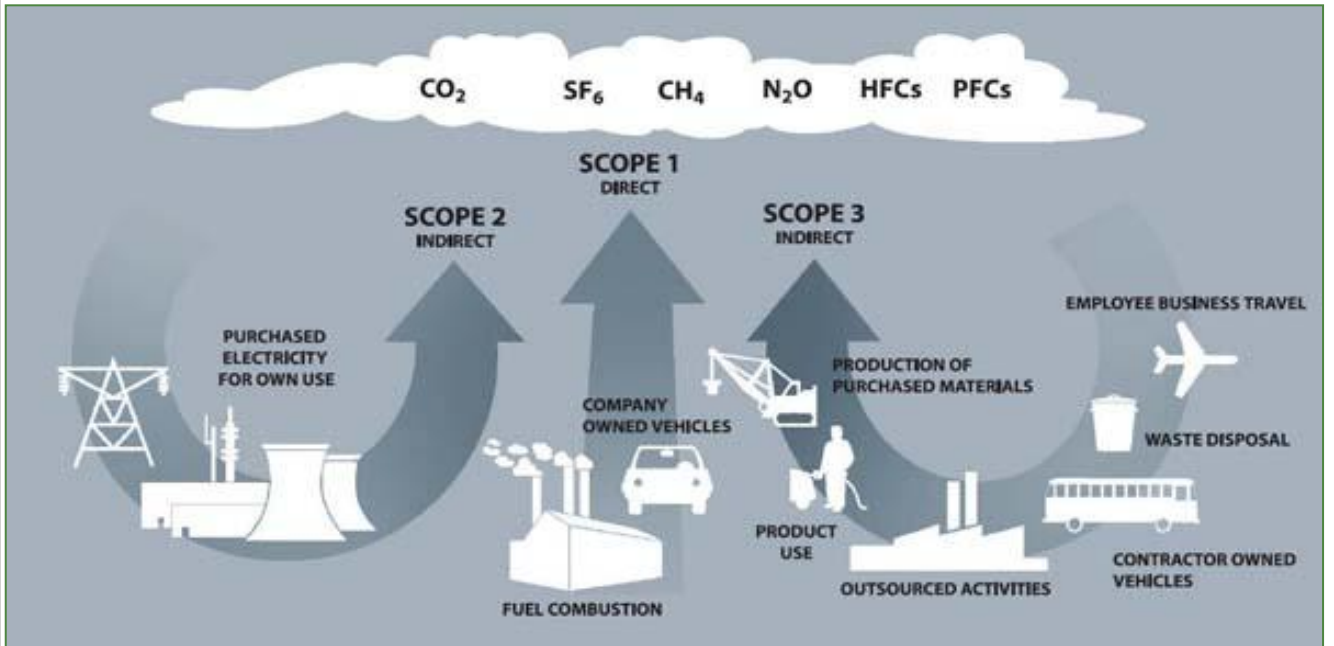 CO₂ SF₆ CH₄ N₂O HFCs PFCs
SCOPE 1
DIRECT
SCOPE 2
INDIRECT
SCOPE 3
INDIRECT
PURCHASED
ELECTRICITY
FOR OWN USE
COMPANY
OWNED VEHICLES
FUEL COMBUSTION
PRODUCTION OF
PURCHASED MATERIALS
PRODUCT
USE
OUTSOURCED ACTIVITIES
EMPLOYEE BUSINESS TRAVEL
WASTE DISPOSAL
CONTRACTOR OWNED
VEHICLES